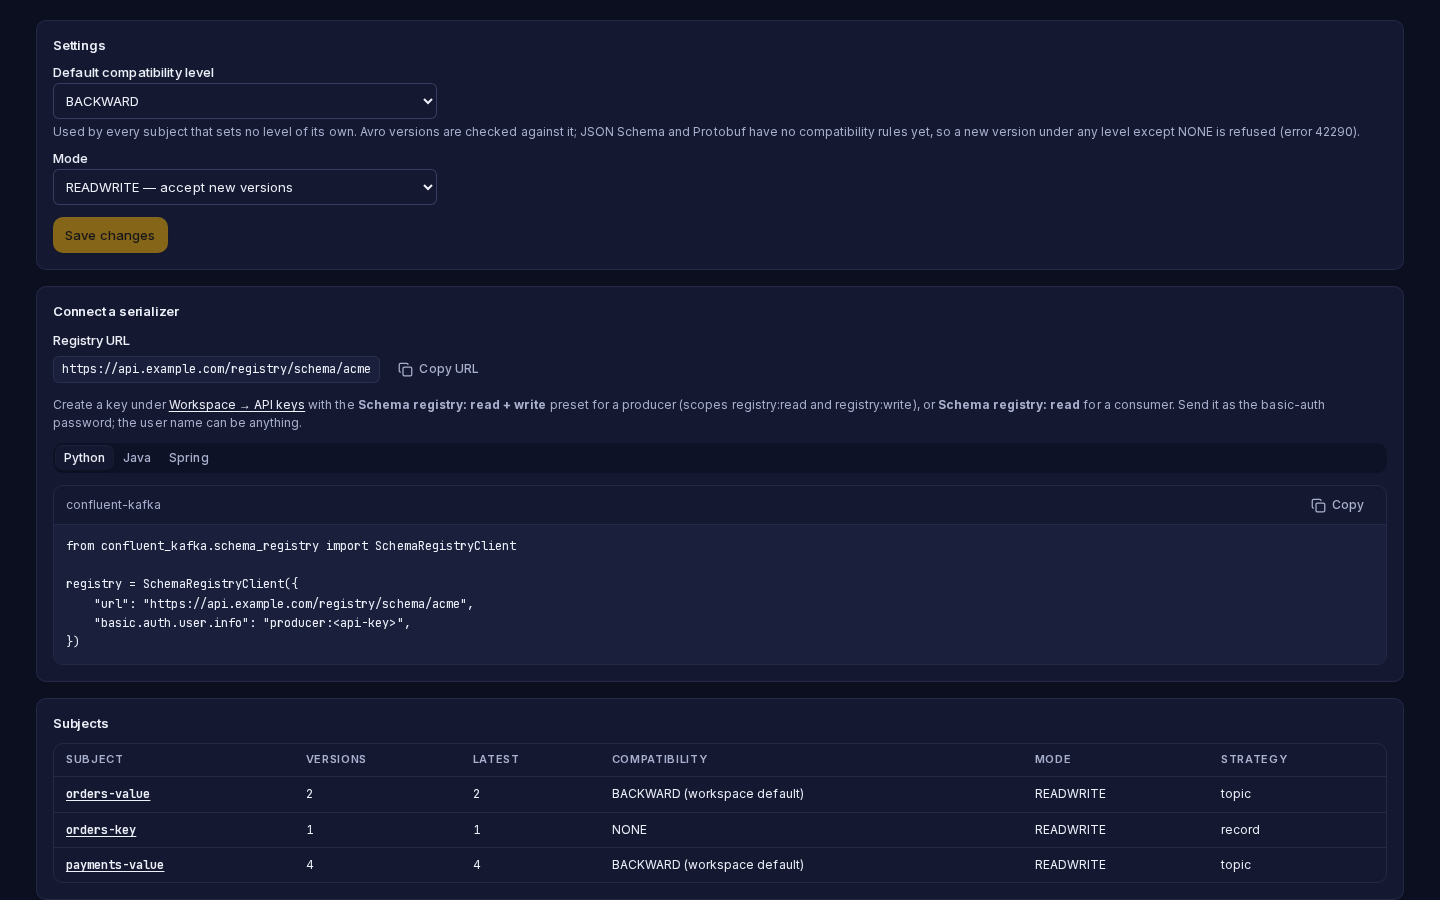 Settings
Default compatibility level
BACKWARD
Used by every subject that sets no level of its own. Avro versions are checked against it; JSON Schema and Protobuf have no compatibility rules yet, so a new version under any level except NONE is refused (error 42290).
Mode
READWRITE — accept new versions
Save changes
Connect a serializer
Registry URL
https://api.example.com/registry/schema/acme Copy URL
Create a key under Workspace → API keys with the Schema registry: read + write preset for a producer (scopes registry:read and registry:write), or Schema registry: read for a consumer. Send it as the basic-auth
password; the user name can be anything.
Python Java Spring
confluent-kafka Copy
from confluent_kafka.schema_registry import SchemaRegistryClient
registry = SchemaRegistryClient({
    "url": "https://api.example.com/registry/schema/acme",
    "basic.auth.user.info": "producer:<api-key>",
})
Subjects
SUBJECT VERSIONS LATEST COMPATIBILITY MODE STRATEGY
orders-value 2 2 BACKWARD (workspace default) READWRITE topic
orders-key 1 1 NONE READWRITE record
payments-value 4 4 BACKWARD (workspace default) READWRITE topic